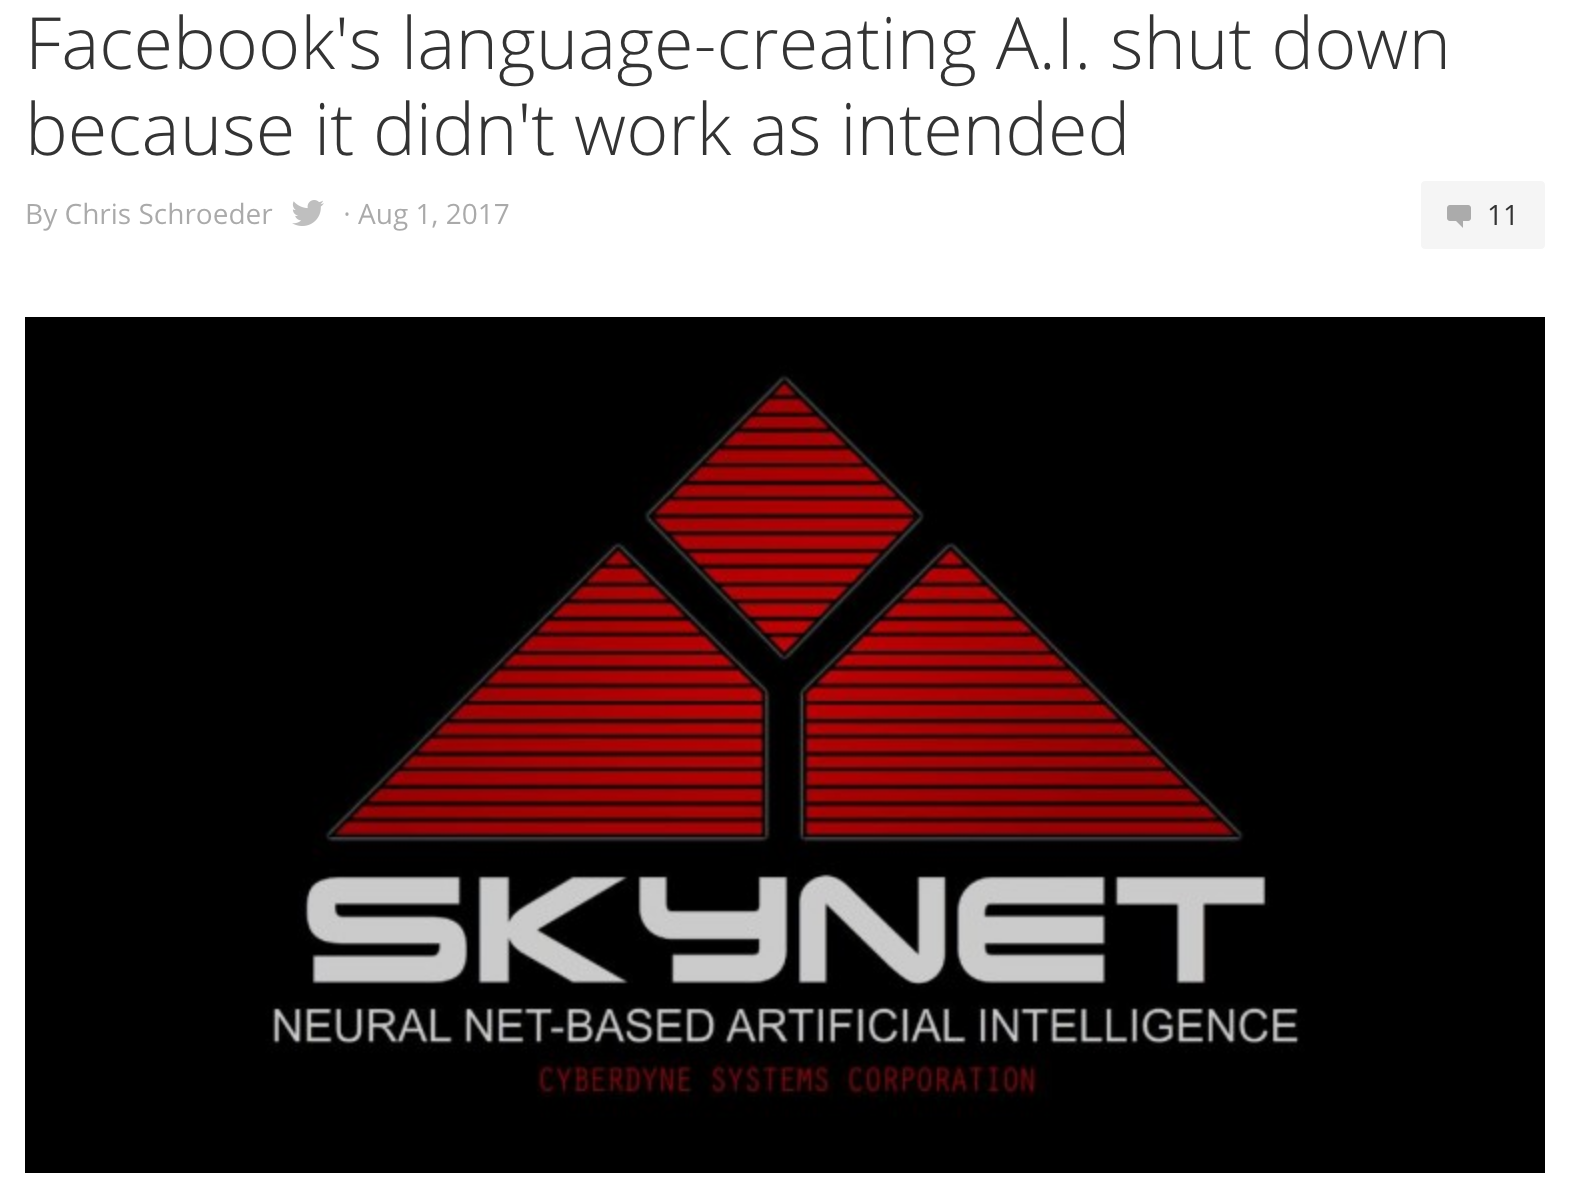 Facebook's language-creating A.I. shut down
because it didn't work as intended
By Chris Schroeder · Aug 1, 2017
11
SKYNET
NEURAL NET-BASED ARTIFICIAL INTELLIGENCE
CYBERDYNE SYSTEMS CORPORATION